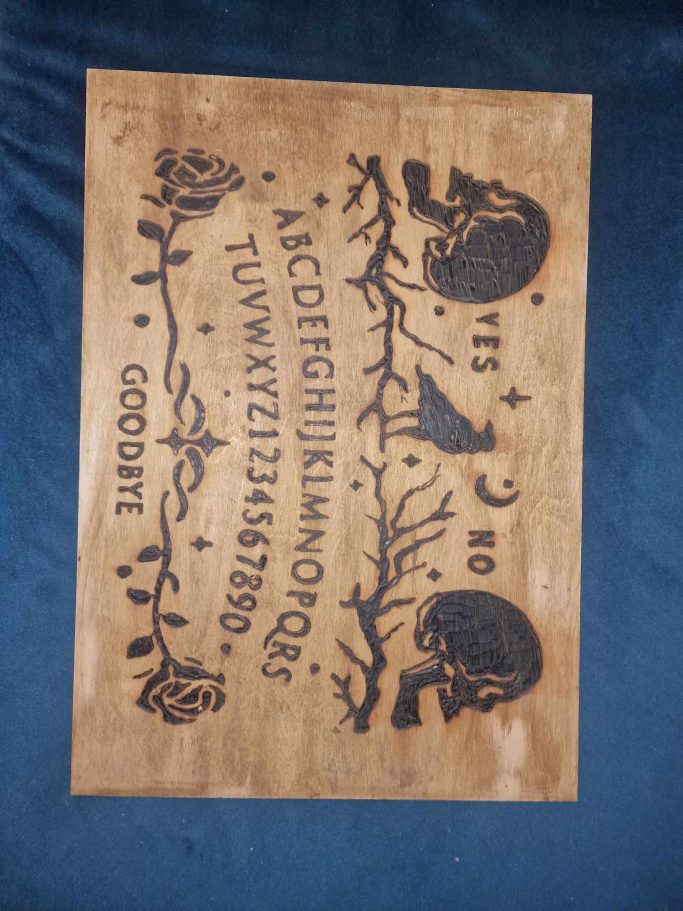 YES NO
ABCDEFGHIJKLMNOPQRS
TUVWXYZ1234567890
GOODBYE